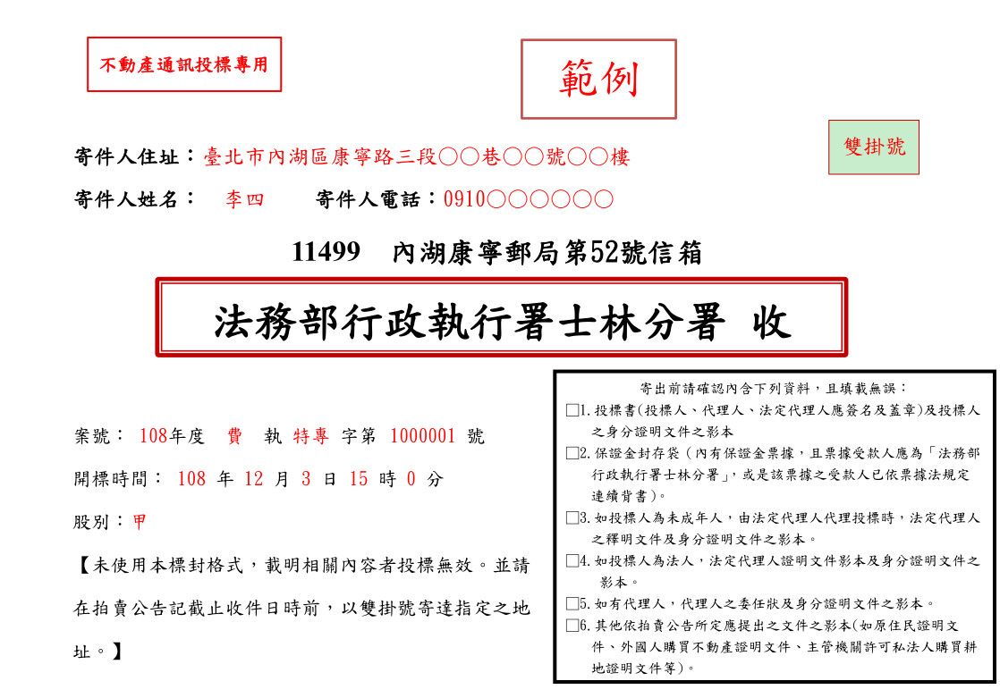 不動產通訊投標專用
範例
雙掛號
寄件人住址：臺北市內湖區康寧路三段○○巷○○號○○樓
寄件人姓名： 李四 寄件人電話：0910○○○○○○
11499 內湖康寧郵局第52號信箱
法務部行政執行署士林分署 收
案號： 108年度 費 執 特專 字第 1000001 號
開標時間： 108 年 12 月 3 日 15 時 0 分
股別：甲
【未使用本標封格式，載明相關內容者投標無效。並請
在拍賣公告記截止收件日時前，以雙掛號寄達指定之地
址。】
寄出前請確認內含下列資料，且填載無誤：
□1.投標書(投標人、代理人、法定代理人應簽名及蓋章)及投標人
之身分證明文件之影本
□2.保證金封存袋（內有保證金票據，且票據受款人應為「法務部
行政執行署士林分署」，或是該票據之受款人已依票據法規定
連續背書）。
□3.如投標人為未成年人，由法定代理人代理投標時，法定代理人
之釋明文件及身分證明文件之影本。
□4.如投標人為法人，法定代理人證明文件影本及身分證明文件之
影本。
□5.如有代理人，代理人之委任狀及身分證明文件之影本。
□6.其他依拍賣公告所定應提出之文件之影本(如原住民證明文
件、外國人購買不動產證明文件、主管機關許可私法人購買耕
地證明文件等)。